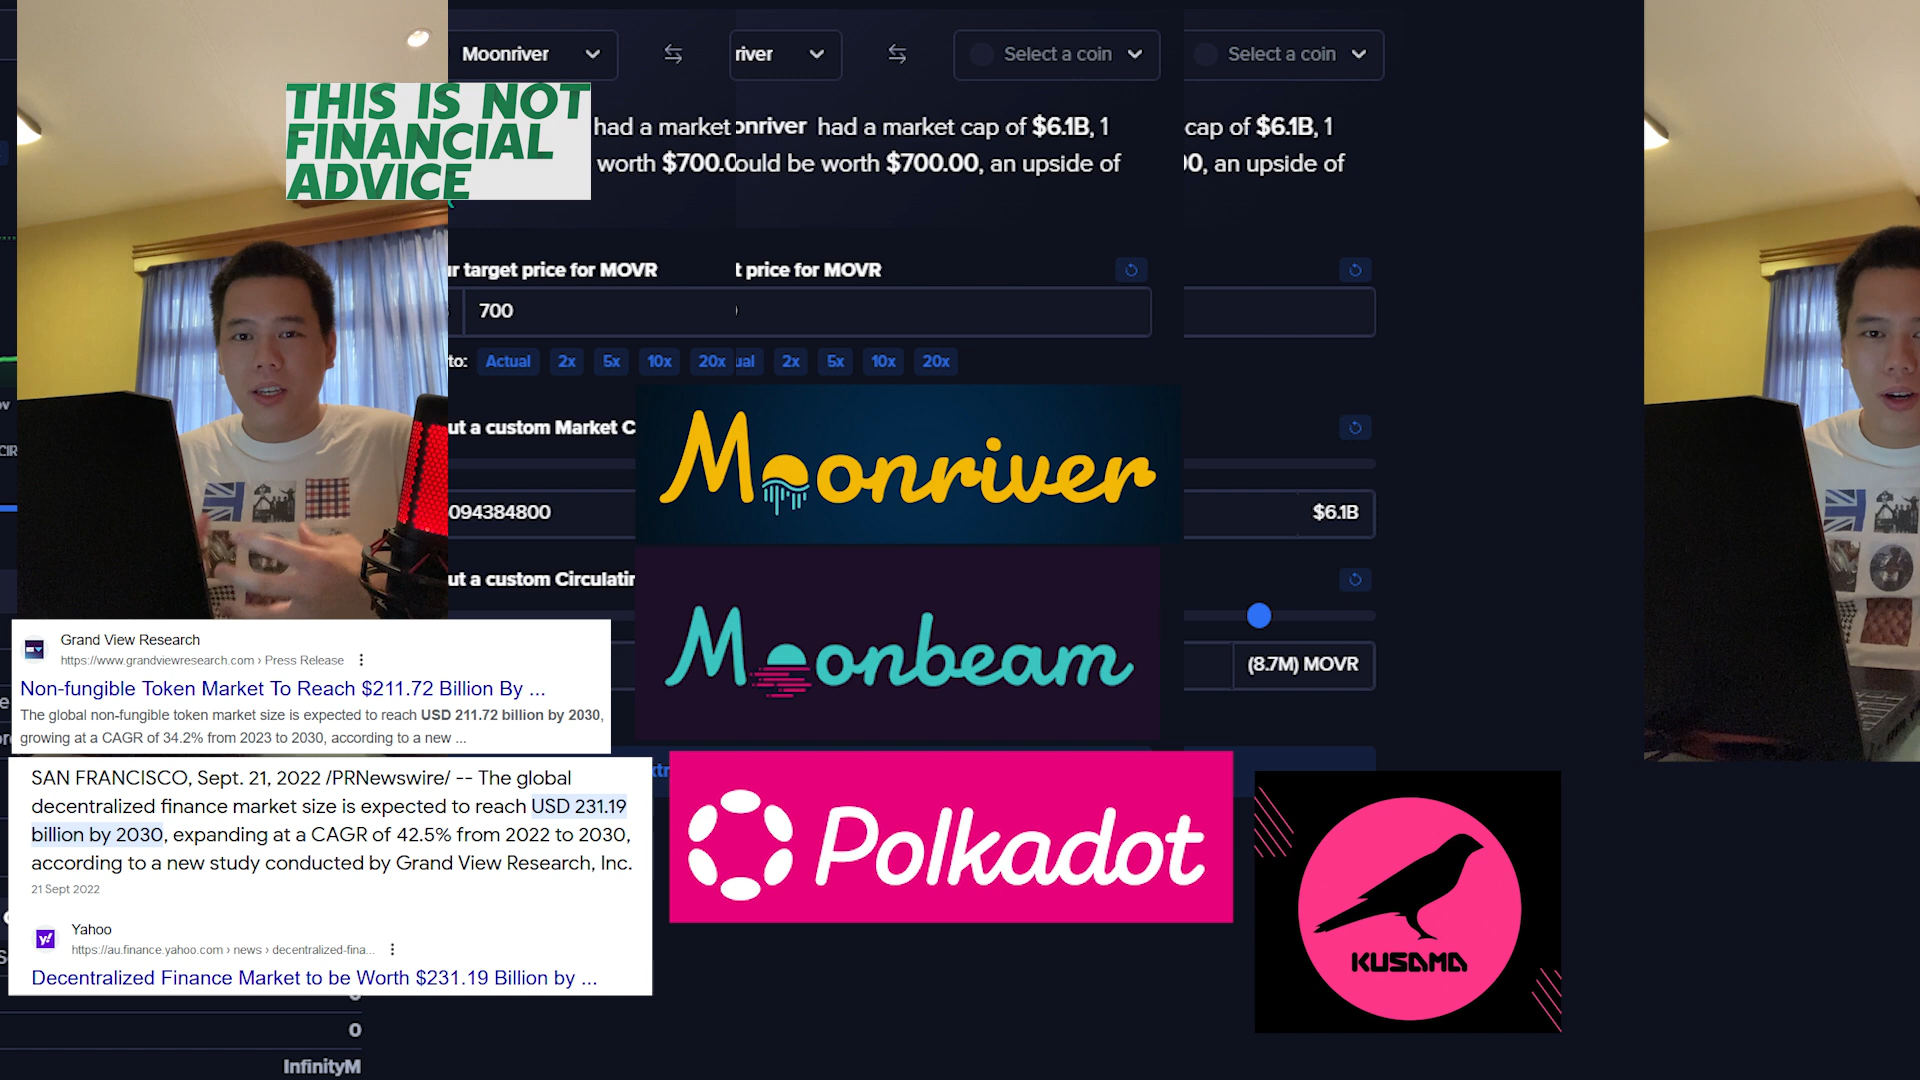 Moonriver
river
Select a coin
Select a coin
THIS IS NOT
FINANCIAL
ADVICE
had a market
onriver had a market cap of $6.1B, 1
cap of $6.1B, 1
worth $700.0
ould be worth $700.00, an upside of
, an upside of
target price for MOVR
price for MOVR
700
to: Actual 2x 5x 10x 20x
2x 5x 10x 20x
ut a custom Market C
094384800
$6.1B
ut a custom Circulatin
(8.7M) MOVR
Moonriver
Moonbeam
Polkadot
KUSAMA
Grand View Research
https://www.grandviewresearch.com › Press Release
Non-fungible Token Market To Reach $211.72 Billion By ...
The global non-fungible token market size is expected to reach USD 211.72 billion by 2030,
growing at a CAGR of 34.2% from 2023 to 2030, according to a new ...
SAN FRANCISCO, Sept. 21, 2022 /PRNewswire/ -- The global
decentralized finance market size is expected to reach USD 231.19
billion by 2030, expanding at a CAGR of 42.5% from 2022 to 2030,
according to a new study conducted by Grand View Research, Inc.
21 Sept 2022
Yahoo
https://au.finance.yahoo.com › news › decentralized-fina...
Decentralized Finance Market to be Worth $231.19 Billion by ...
0
InfinityM